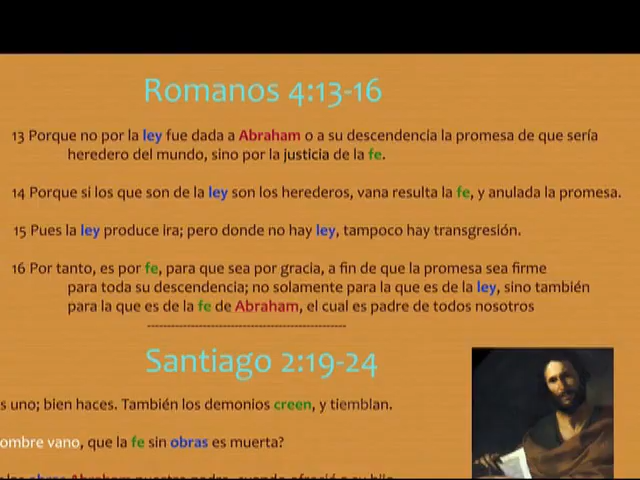 Romanos 4:13-16
13 Porque no por la ley fue dada a Abraham o a su descendencia la promesa de que sería
heredero del mundo, sino por la justicia de la fe.
14 Porque si los que son de la ley son los herederos, vana resulta la fe, y anulada la promesa.
15 Pues la ley produce ira; pero donde no hay ley, tampoco hay transgresión.
16 Por tanto, es por fe, para que sea por gracia, a fin de que la promesa sea firme
para toda su descendencia; no solamente para la que es de la ley, sino también
para la que es de la fe de Abraham, el cual es padre de todos nosotros
Santiago 2:19-24
s uno; bien haces. También los demonios creen, y tiemblan.
ombre vano, que la fe sin obras es muerta?